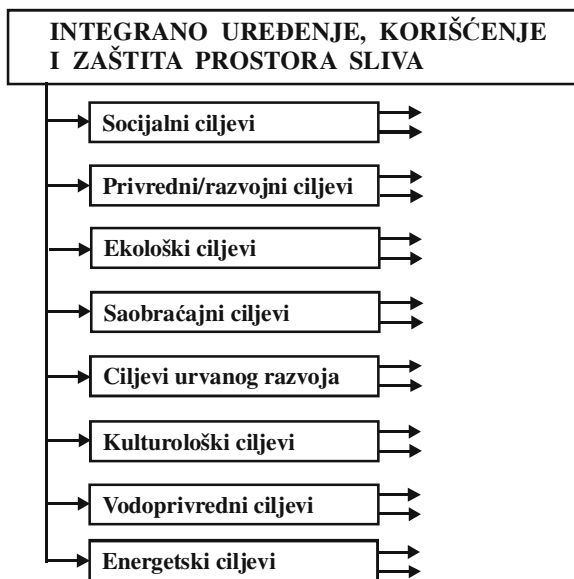 INTEGRANO UREĐENJE, KORIŠĆENJE
I ZAŠTITA PROSTORA SLIVA
Socijalni ciljevi
Privredni/razvojni ciljevi
Ekološki ciljevi
Saobraćajni ciljevi
Ciljevi urvanog razvoja
Kulturološki ciljevi
Vodoprivredni ciljevi
Energetski ciljevi